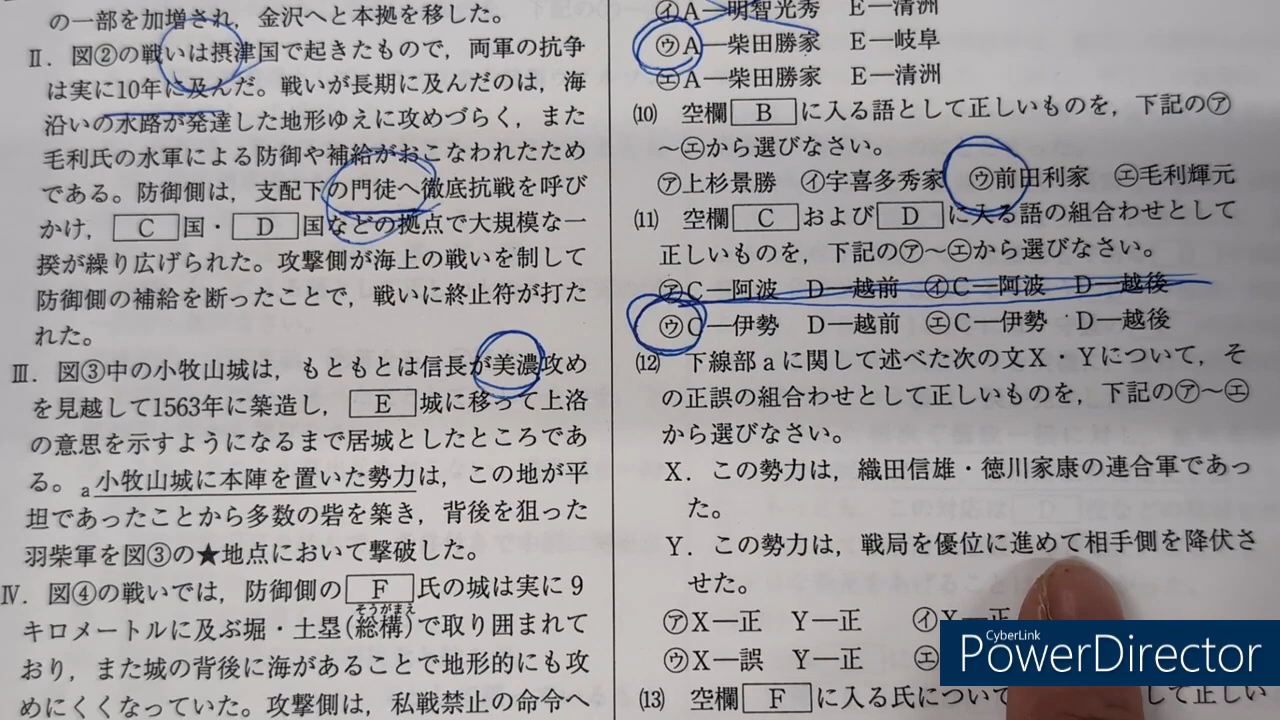 の一部を加増され，金沢へと本拠を移した。
Ⅱ．図②の戦いは摂津国で起きたもので，両軍の抗争
は実に10年に及んだ。戦いが長期に及んだのは，海
沿いの水路が発達した地形ゆえに攻めづらく，また
毛利氏の水軍による防御や補給がおこなわれたため
である。防御側は，支配下の門徒へ徹底抗戦を呼び
かけ， C 国・ D 国などの拠点で大規模な一
揆が繰り広げられた。攻撃側が海上の戦いを制して
防御側の補給を断ったことで，戦いに終止符が打た
れた。
Ⅲ．図③中の小牧山城は，もともとは信長が美濃攻め
を見越して1563年に築造し， E 城に移って上洛
の意思を示すようになるまで居城としたところであ
る。a小牧山城に本陣を置いた勢力は，この地が平
坦であったことから多数の砦を築き，背後を狙った
羽柴軍を図③の★地点において撃破した。
Ⅳ．図④の戦いでは，防御側の F 氏の城は実に９
キロメートルに及ぶ堀・土塁(総構)で取り囲まれて
そうがまえ
おり，また城の背後に海があることで地形的にも攻
めにくくなっていた。攻撃側は，私戦禁止の命令へ
㋑A―明智光秀 E―清洲
㋒A―柴田勝家 E―岐阜
㋓A―柴田勝家 E―清洲
⑽ 空欄 B に入る語として正しいものを，下記の㋐
～㋓から選びなさい。
㋐上杉景勝 ㋑宇喜多秀家 ㋒前田利家 ㋓毛利輝元
⑾ 空欄 C および D に入る語の組合わせとして
正しいものを，下記の㋐～㋓から選びなさい。
㋐C―阿波 D―越前 ㋑C―阿波 D―越後
㋒C―伊勢 D―越前 ㋓C―伊勢 D―越後
⑿ 下線部ａに関して述べた次の文X・Yについて，そ
の正誤の組合わせとして正しいものを，下記の㋐～㋓
から選びなさい。
X．この勢力は，織田信雄・徳川家康の連合軍であっ
た。
Y．この勢力は，戦局を優位に進めて相手側を降伏さ
せた。
㋐X―正 Y―正 ㋑X―正
㋒X―誤 Y―正 ㋓
⒀ 空欄 F に入る氏について して正しい
CyberLink
PowerDirector